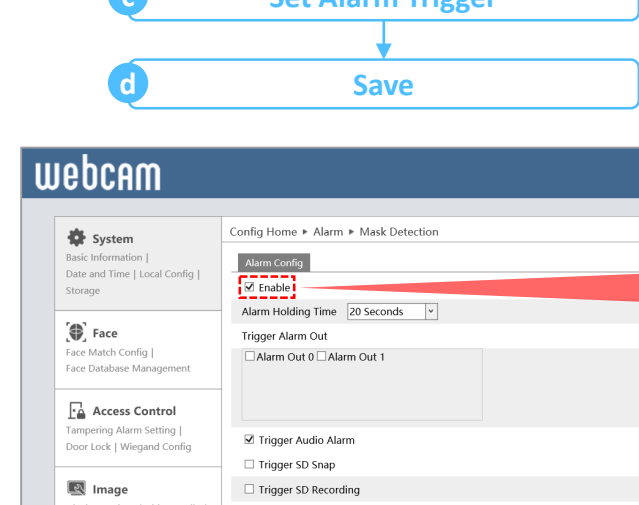 c Set Alarm Trigger
d Save
webcam
System
Basic Information |
Date and Time | Local Config |
Storage
Face
Face Match Config |
Face Database Management
Access Control
Tampering Alarm Setting |
Door Lock | Wiegand Config
Image
Config Home ▶ Alarm ▶ Mask Detection
Alarm Config
Enable
Alarm Holding Time 20 Seconds
Trigger Alarm Out
Alarm Out 0 Alarm Out 1
Trigger Audio Alarm
Trigger SD Snap
Trigger SD Recording